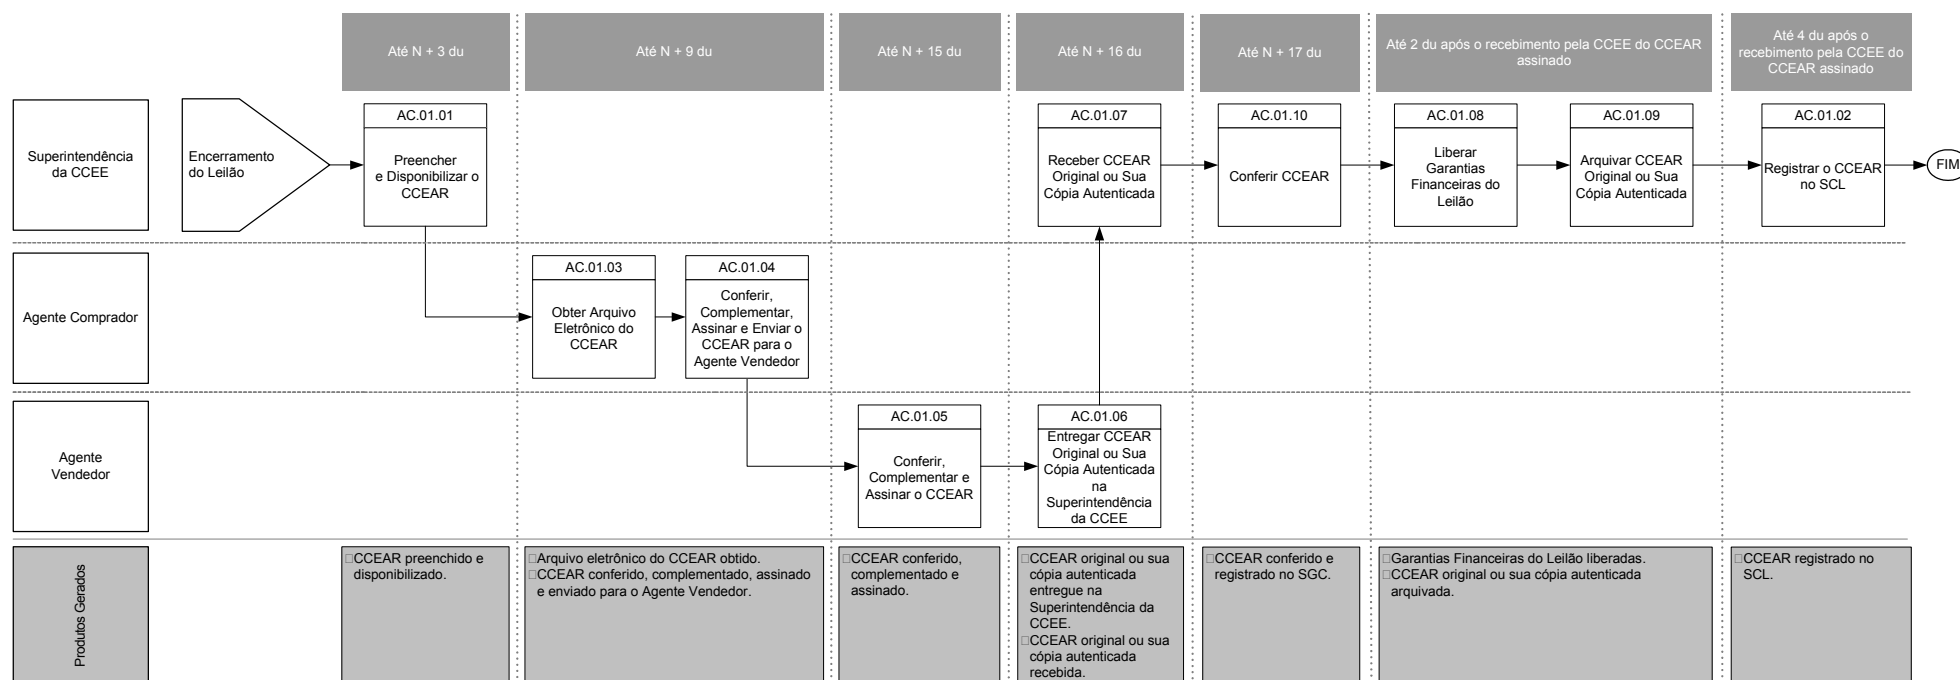 Até N + 3 du
Até N + 9 du
Até N + 15 du
Até N + 16 du
Até N + 17 du
Até 2 du após o recebimento pela CCEE do CCEAR
assinado
Até 4 du após o
recebimento pela CCEE do
CCEAR assinado
Superintendência
da CCEE
Encerramento
do Leilão
AC.01.01
Preencher
e Disponibilizar o
CCEAR
AC.01.07
Receber CCEAR
Original ou Sua
Cópia Autenticada
AC.01.10
Conferir CCEAR
AC.01.08
Liberar
Garantias
Financeiras do
Leilão
AC.01.09
Arquivar CCEAR
Original ou Sua
Cópia Autenticada
AC.01.02
Registrar o CCEAR
no SCL
FIM
Agente Comprador
AC.01.03
Obter Arquivo
Eletrônico do
CCEAR
AC.01.04
Conferir,
Complementar,
Assinar e Enviar o
CCEAR para o
Agente Vendedor
Agente
Vendedor
AC.01.05
Conferir,
Complementar e
Assinar o CCEAR
AC.01.06
Entregar CCEAR
Original ou Sua
Cópia Autenticada
na
Superintendência
da CCEE
Produtos Gerados
CCEAR preenchido e
disponibilizado.
Arquivo eletrônico do CCEAR obtido.
CCEAR conferido, complementado, assinado
e enviado para o Agente Vendedor.
CCEAR conferido,
complementado e
assinado.
CCEAR original ou sua
cópia autenticada
entregue na
Superintendência da
CCEE.
CCEAR original ou sua
cópia autenticada
recebida.
CCEAR conferido e
registrado no SGC.
Garantias Financeiras do Leilão liberadas.
CCEAR original ou sua cópia autenticada
arquivada.
CCEAR registrado no
SCL.